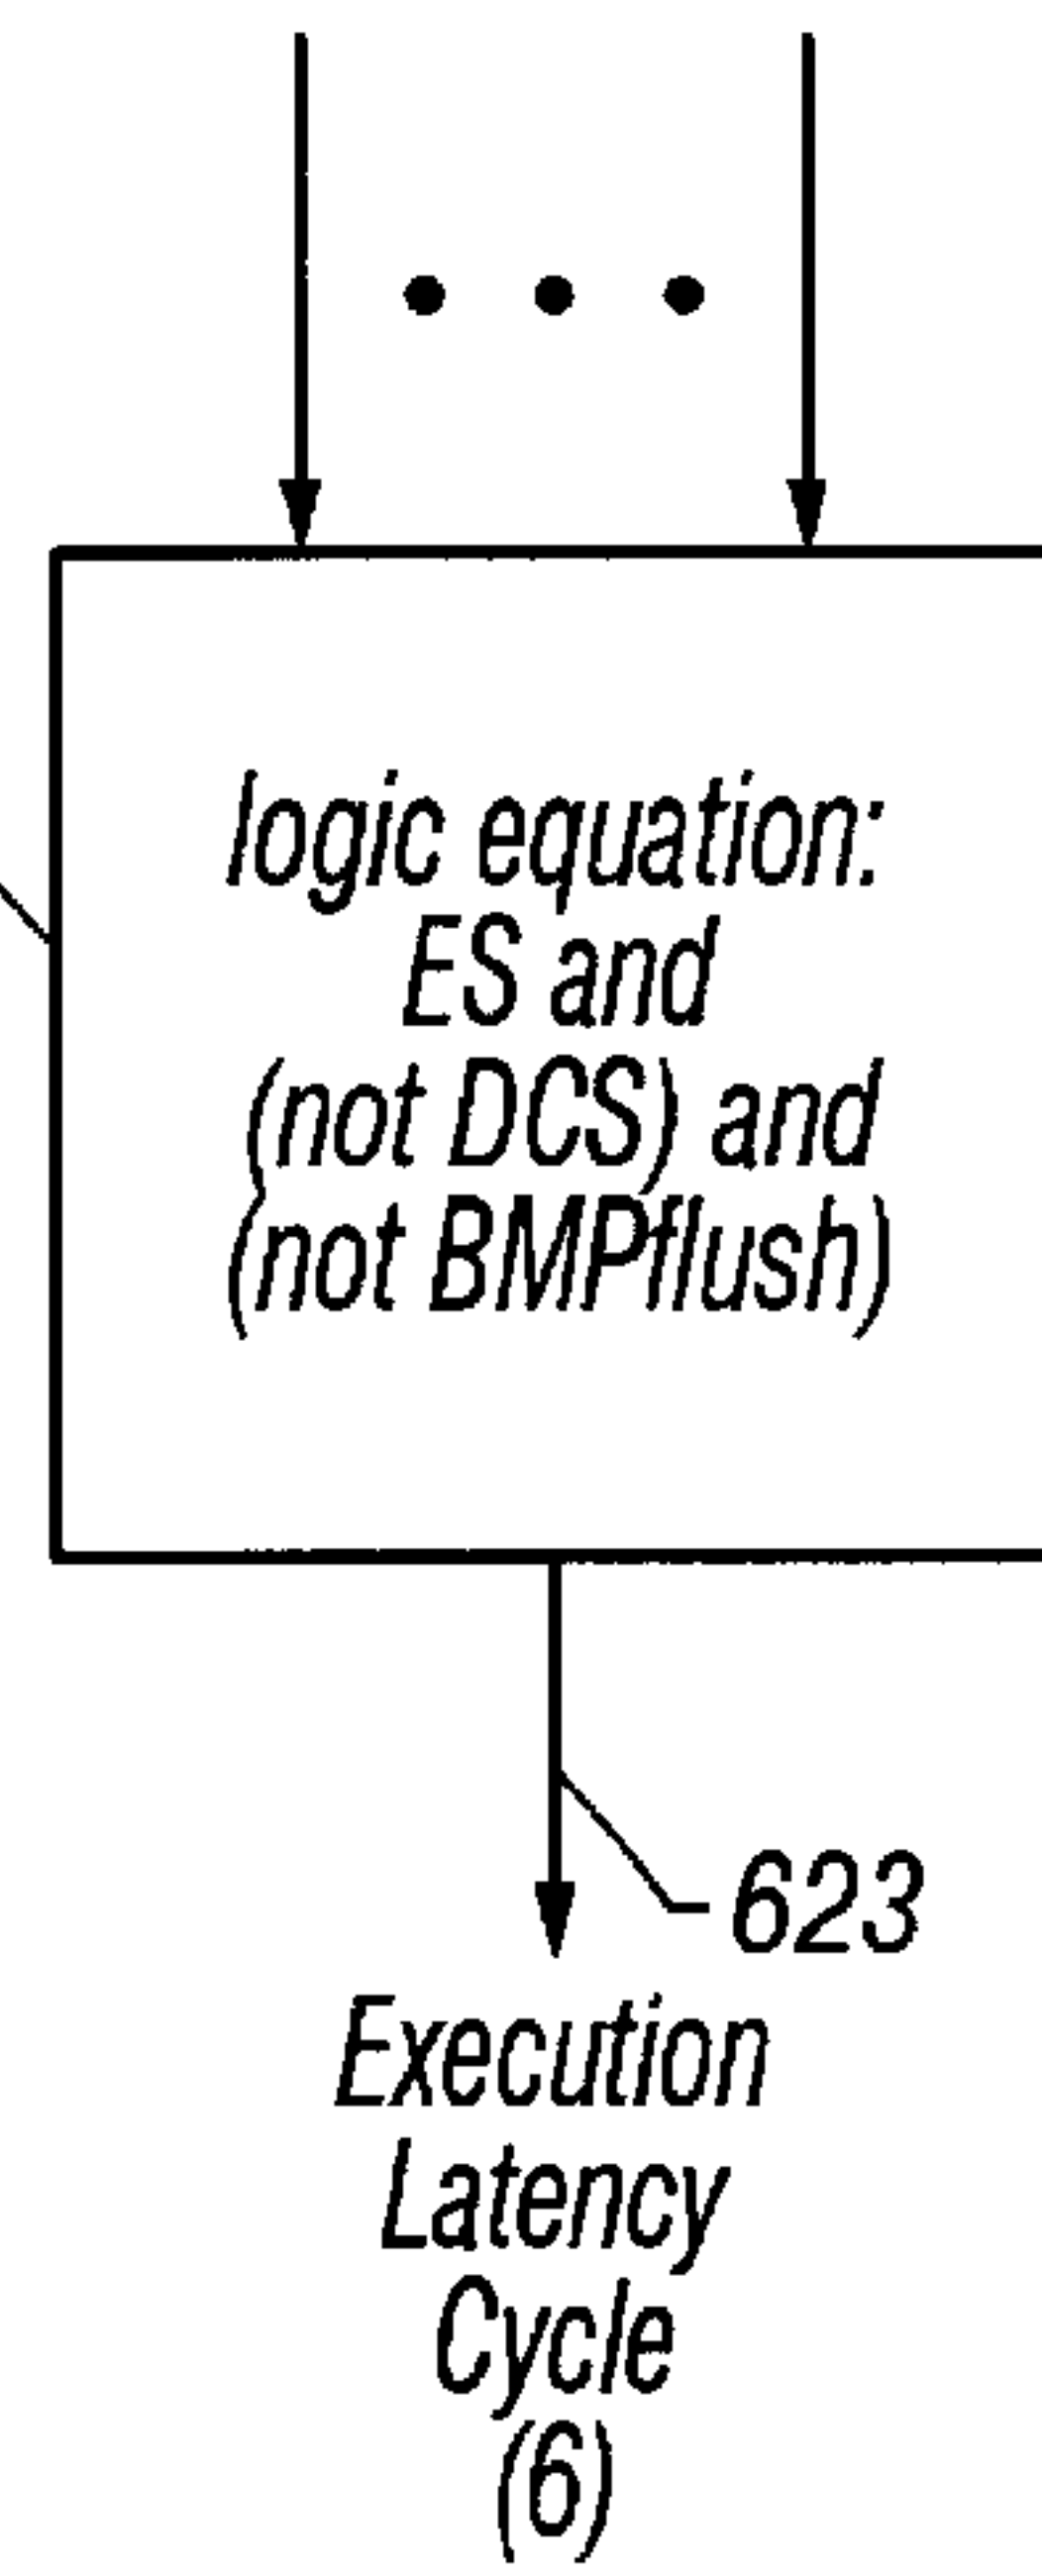 logic equation:
ES and
(not DCS) and
(not BMPflush)
623
Execution
Latency
Cycle
(6)